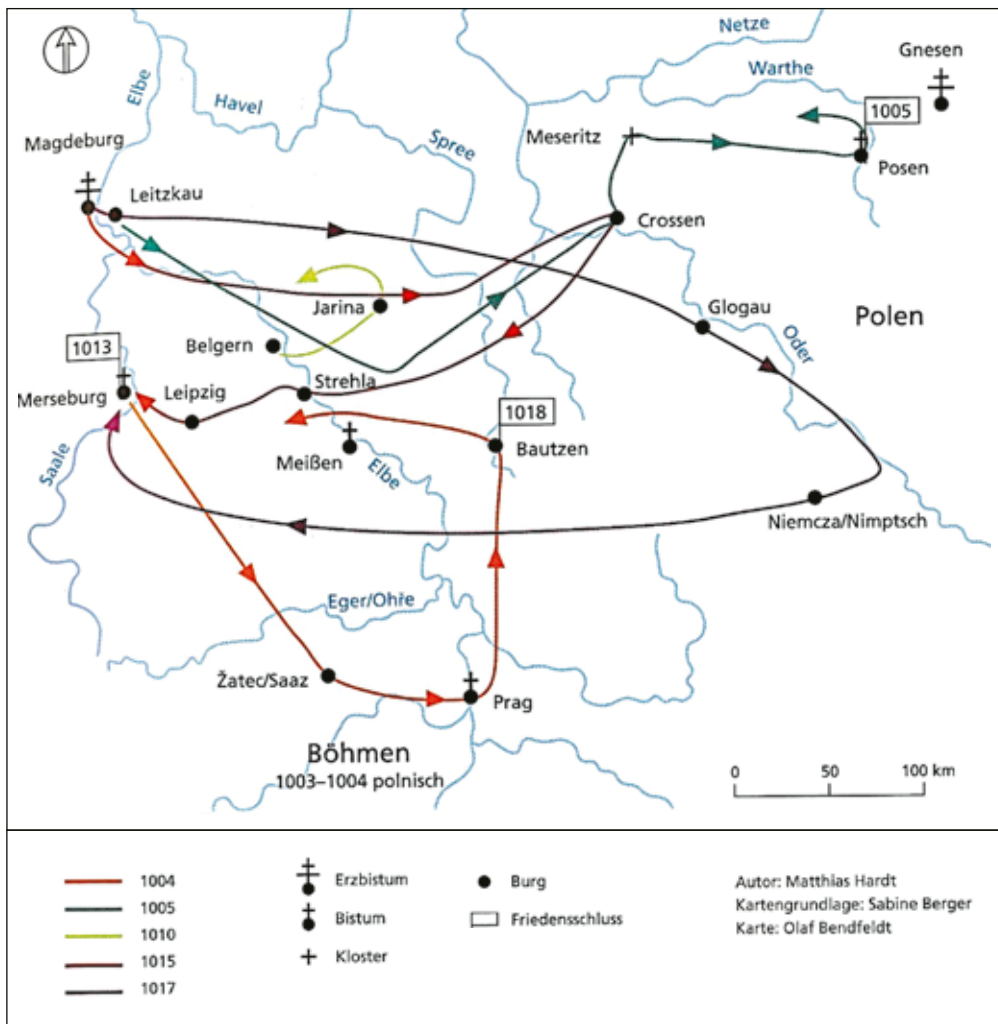 Netze
Gnesen
Elbe
Havel
Warthe
1005
Magdeburg
Spree
Meseritz
Posen
Leitzkau
Crossen
Jarina
Glogau
Polen
1013
Belgern
Oder
Strehla
Merseburg
Leipzig
1018
Saale
Meißen
Elbe
Bautzen
Niemcza/Nimptsch
Eger/Ohře
Žatec/Saaz
Prag
Böhmen
1003–1004 polnisch
0 50 100 km
1004
1005
1010
1015
1017
Erzbistum
Bistum
Kloster
Burg
Friedensschluss
Autor: Matthias Hardt
Kartengrundlage: Sabine Berger
Karte: Olaf Bendfeldt